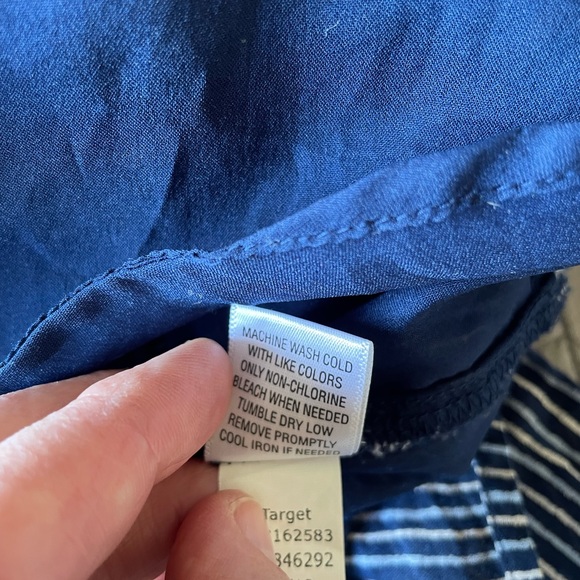 MACHINE WASH COLD
WITH LIKE COLORS
ONLY NON-CHLORINE
BLEACH WHEN NEEDED
TUMBLE DRY LOW
REMOVE PROMPTLY
COOL IRON IF NEEDED
Target
162583
346292